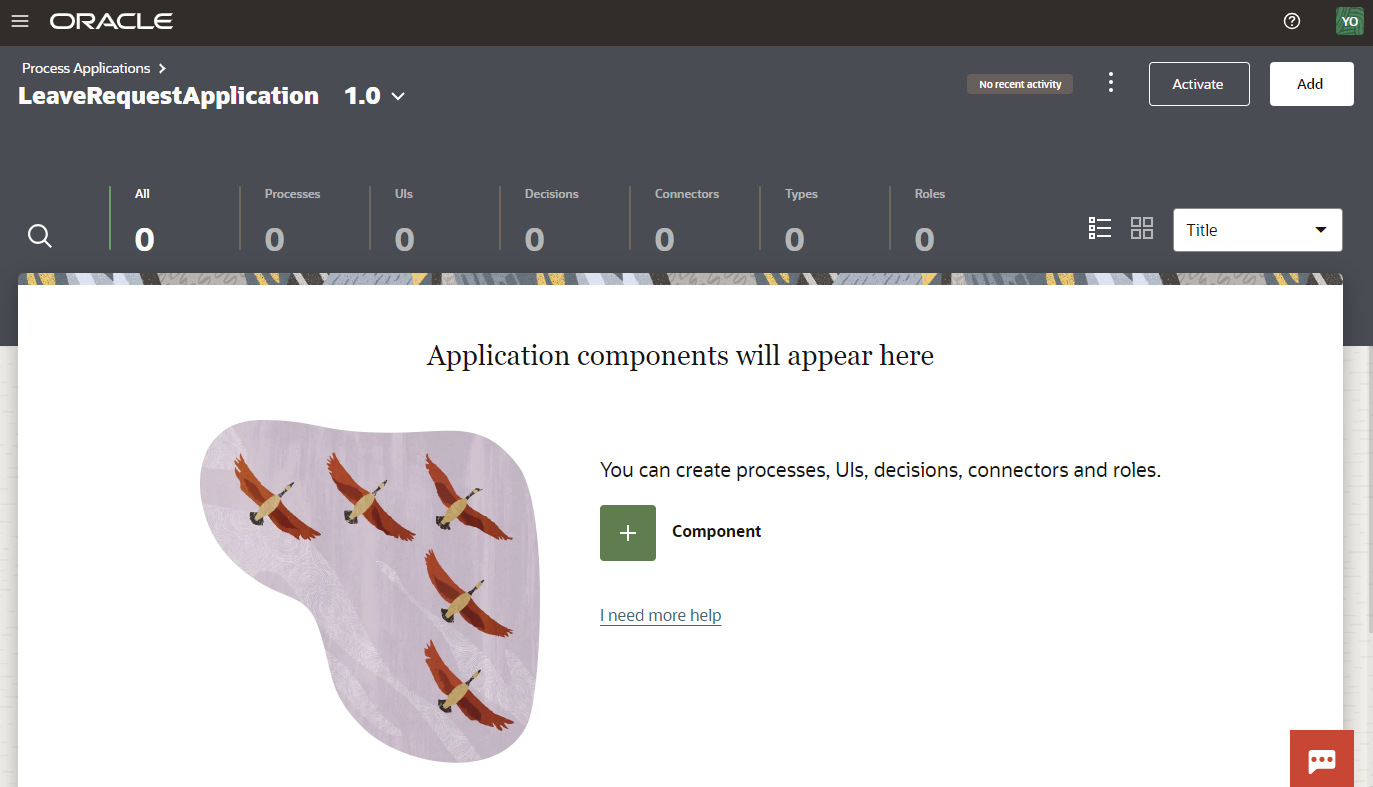 ORACLE
YO
Process Applications
LeaveRequestApplication 1.0
No recent activity
Activate
Add
All
Processes
UIs
Decisions
Connectors
Types
Roles
0
0
0
0
0
0
0
Title
Application components will appear here
You can create processes, UIs, decisions, connectors and roles.
Component
I need more help